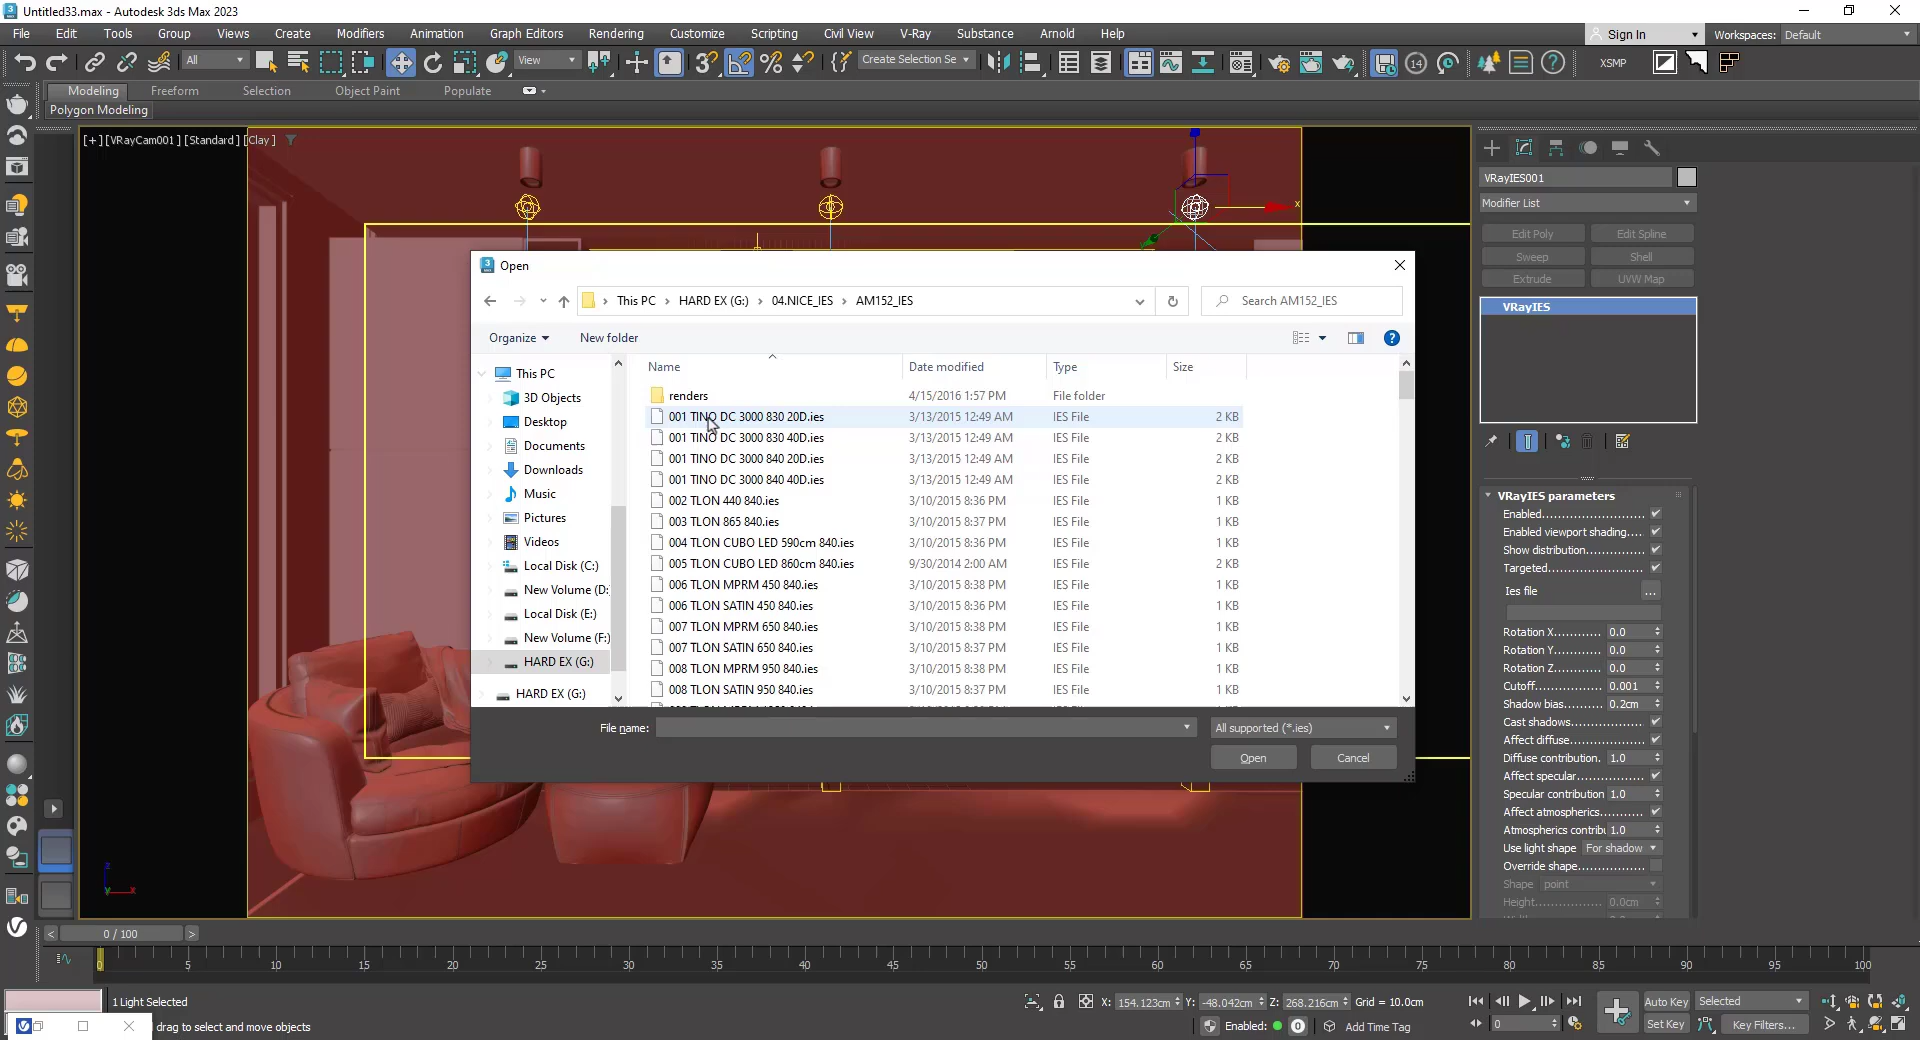 Untitled33.max - Autodesk 3ds Max 2023
File Edit Tools Group Views Create Modifiers Animation Graph Editors Rendering Customize Scripting Civil View V-Ray Substance Arnold Help
Sign In Workspaces: Default
All View Create Selection Se 14 XSMP
Modeling Freeform Selection Object Paint Populate
Polygon Modeling
[+] [VRayCam001] [Standard] [Clay]
VRayIES001
Modifier List
Edit Poly Edit Spline
Sweep Shell
Extrude UVW Map
VRayIES
Open
This PC > HARD EX (G:) > 04.NICE_IES > AM152_IES
Search AM152_IES
Organize New folder
This PC
3D Objects
Desktop
Documents
Downloads
Music
Pictures
Videos
Local Disk (C:)
New Volume (D:
Local Disk (E:)
New Volume (F:
HARD EX (G:)
HARD EX (G:)
Name Date modified Type Size
renders 4/15/2016 1:57 PM File folder
001 TINO DC 3000 830 20D.ies 3/13/2015 12:49 AM IES File 2 KB
001 TINO DC 3000 830 40D.ies 3/13/2015 12:49 AM IES File 2 KB
001 TINO DC 3000 840 20D.ies 3/13/2015 12:49 AM IES File 2 KB
001 TINO DC 3000 840 40D.ies 3/13/2015 12:49 AM IES File 2 KB
002 TLON 440 840.ies 3/10/2015 8:36 PM IES File 1 KB
003 TLON 865 840.ies 3/10/2015 8:37 PM IES File 1 KB
004 TLON CUBO LED 590cm 840.ies 3/10/2015 8:36 PM IES File 1 KB
005 TLON CUBO LED 860cm 840.ies 9/30/2014 2:00 AM IES File 2 KB
006 TLON MPRM 450 840.ies 3/10/2015 8:38 PM IES File 1 KB
006 TLON SATIN 450 840.ies 3/10/2015 8:36 PM IES File 1 KB
007 TLON MPRM 650 840.ies 3/10/2015 8:38 PM IES File 1 KB
007 TLON SATIN 650 840.ies 3/10/2015 8:37 PM IES File 1 KB
008 TLON MPRM 950 840.ies 3/10/2015 8:38 PM IES File 1 KB
008 TLON SATIN 950 840.ies 3/10/2015 8:37 PM IES File 1 KB
File name: All supported (*.ies)
Open Cancel
VRayIES parameters
Enabled
Enabled viewport shading....
Show distribution
Targeted
Ies file ...
Rotation X 0.0
Rotation Y 0.0
Rotation Z 0.0
Cutoff 0.001
Shadow bias 0.2cm
Cast shadows
Affect diffuse
Diffuse contribution. 1.0
Affect specular
Specular contribution 1.0
Affect atmospherics
Atmospherics contribu 1.0
Use light shape For shadow
Override shape
Shape point
Height 0.0cm
x
z
y x
< 0 / 100 >
0 5 10 15 20 25 30 35 40 45 50 55 60 65 70 75 80 85 90 95 100
1 Light Selected
drag to select and move objects
X: 154.123cm Y: -48.042cm Z: 268.216cm Grid = 10.0cm
Enabled: 0 Add Time Tag
Auto Key Selected
0 Set Key Key Filters...